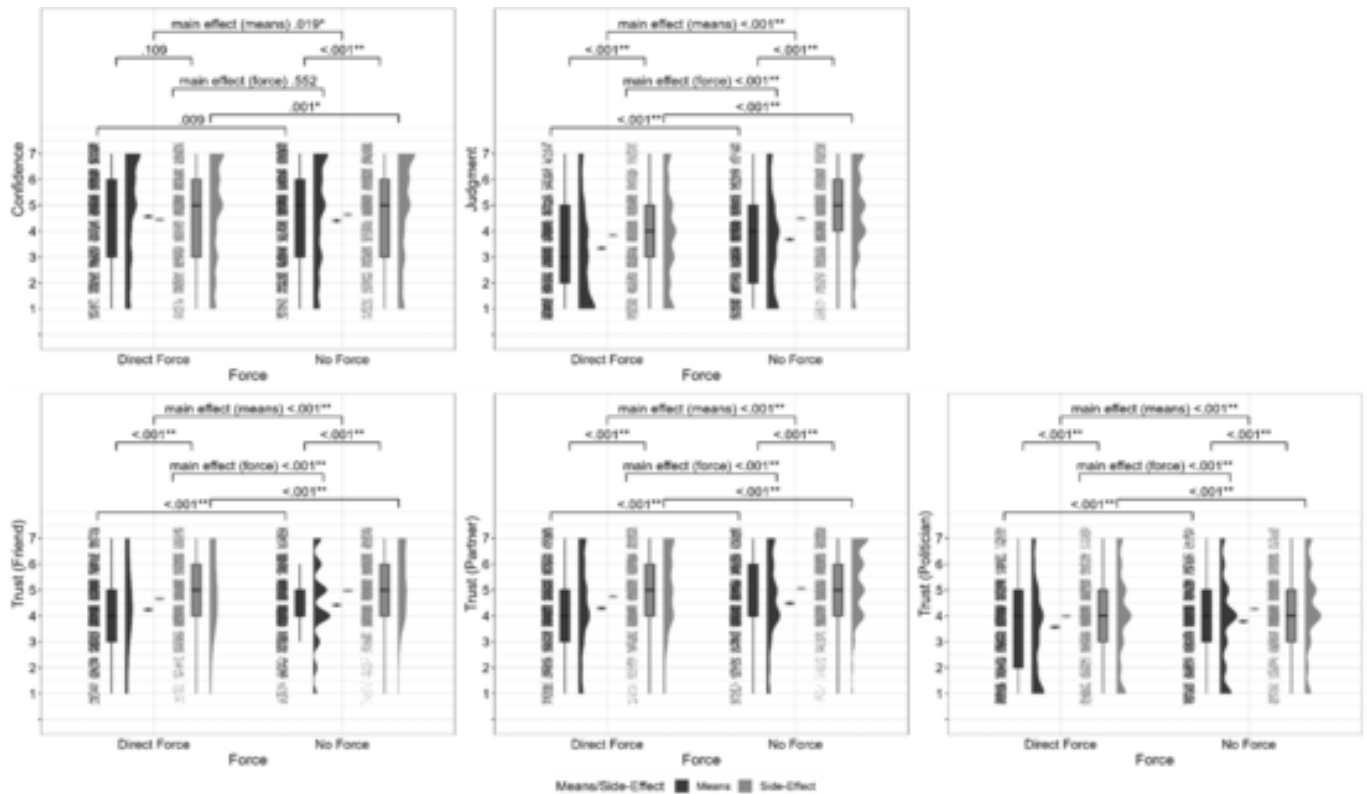 main effect (means) .019*
.109
<.001**
main effect (force) .552
.001*
.009
Confidence
7
6
5
4
3
2
1
Direct Force
No Force
Force
main effect (means) <.001**
<.001**
<.001**
main effect (force) <.001**
<.001**
<.001**
Judgment
7
6
5
4
3
2
1
Direct Force
No Force
Force
main effect (means) <.001**
<.001**
<.001**
main effect (force) <.001**
<.001**
<.001**
Trust (Friend)
7
6
5
4
3
2
1
Direct Force
No Force
Force
main effect (means) <.001**
<.001**
<.001**
main effect (force) <.001**
<.001**
<.001**
Trust (Partner)
7
6
5
4
3
2
1
Direct Force
No Force
Force
main effect (means) <.001**
<.001**
<.001**
main effect (force) <.001**
<.001**
<.001**
Trust (Politician)
7
6
5
4
3
2
1
Direct Force
No Force
Force
Means/Side-Effect Means Side-Effect